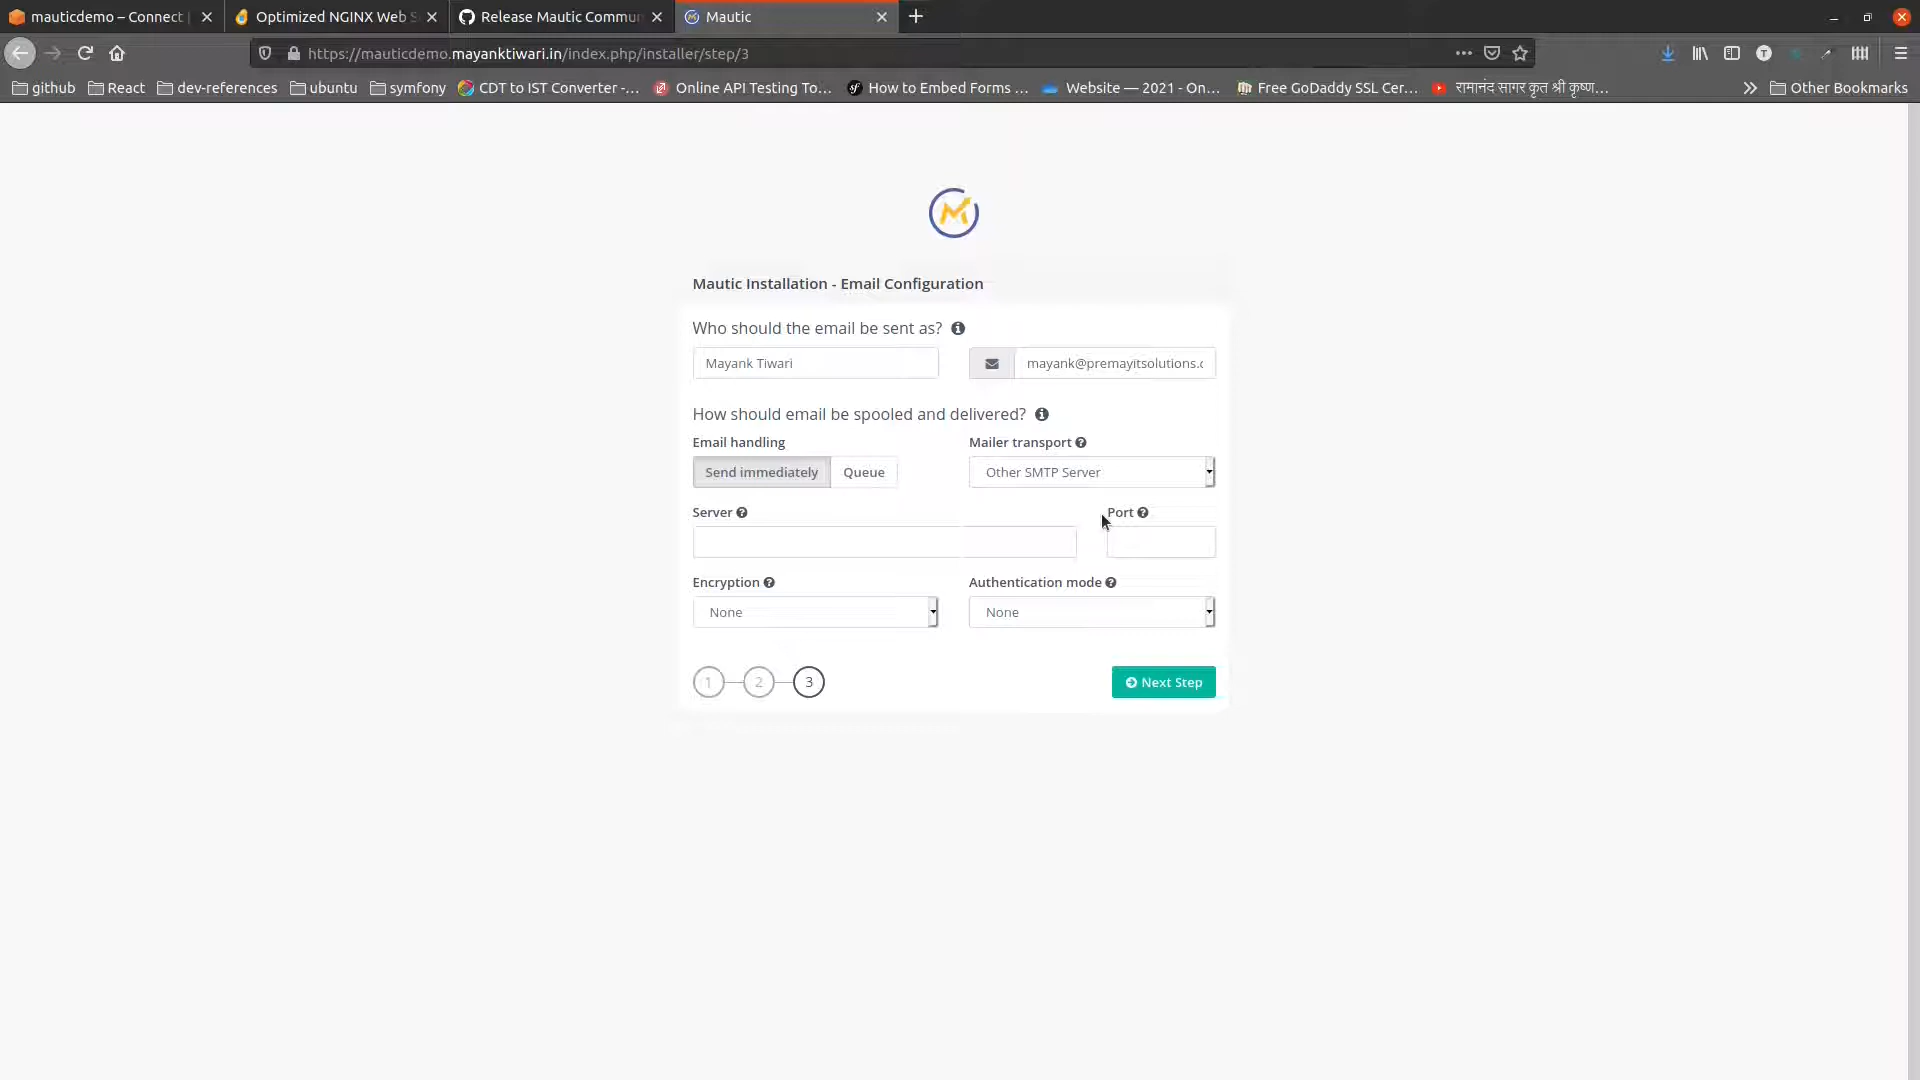 mauticdemo – Connect
Optimized NGINX Web S
Release Mautic Commun
Mautic
https://mauticdemo.mayanktiwari.in/index.php/installer/step/3
github
React
dev-references
ubuntu
symfony
CDT to IST Converter -...
Online API Testing To...
How to Embed Forms ...
Website — 2021 - On...
Free GoDaddy SSL Cer...
रामानंद सागर कृत श्री कृष्ण...
Other Bookmarks
Mautic Installation - Email Configuration
Who should the email be sent as?
Mayank Tiwari
mayank@premayitsolutions.c
How should email be spooled and delivered?
Email handling
Mailer transport
Send immediately
Queue
Other SMTP Server
Server
Port
Encryption
Authentication mode
None
None
1
2
3
Next Step